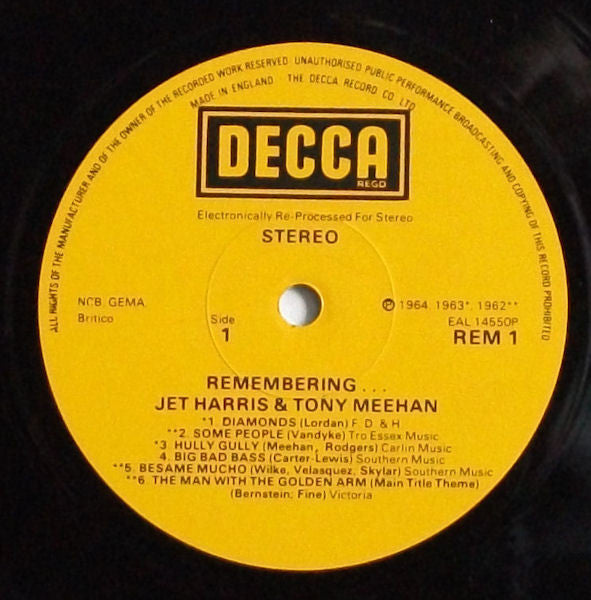 ALL RIGHTS OF THE MANUFACTURER AND OF THE OWNER OF THE RECORDED WORK RESERVED UNAUTHORISED PUBLIC PERFORMANCE BROADCASTING AND COPYING OF THIS RECORD PROHIBITED
MADE IN ENGLAND · THE DECCA RECORD CO LTD
DECCA
REGD
Electronically Re-Processed For Stereo
STEREO
NCB. GEMA.
Britico
Side
1
℗ 1964. 1963*. 1962**
EAL 14550P
REM 1
REMEMBERING...
JET HARRIS & TONY MEEHAN
*1. DIAMONDS (Lordan) F. D. & H.
**2. SOME PEOPLE (Vandyke) Tro Essex Music
*3. HULLY GULLY (Meehan, Rodgers) Carlin Music
4. BIG BAD BASS (Carter-Lewis) Southern Music
**5. BESAME MUCHO (Wilke, Velasquez, Skylar) Southern Music
**6. THE MAN WITH THE GOLDEN ARM (Main Title Theme)
(Bernstein; Fine) Victoria